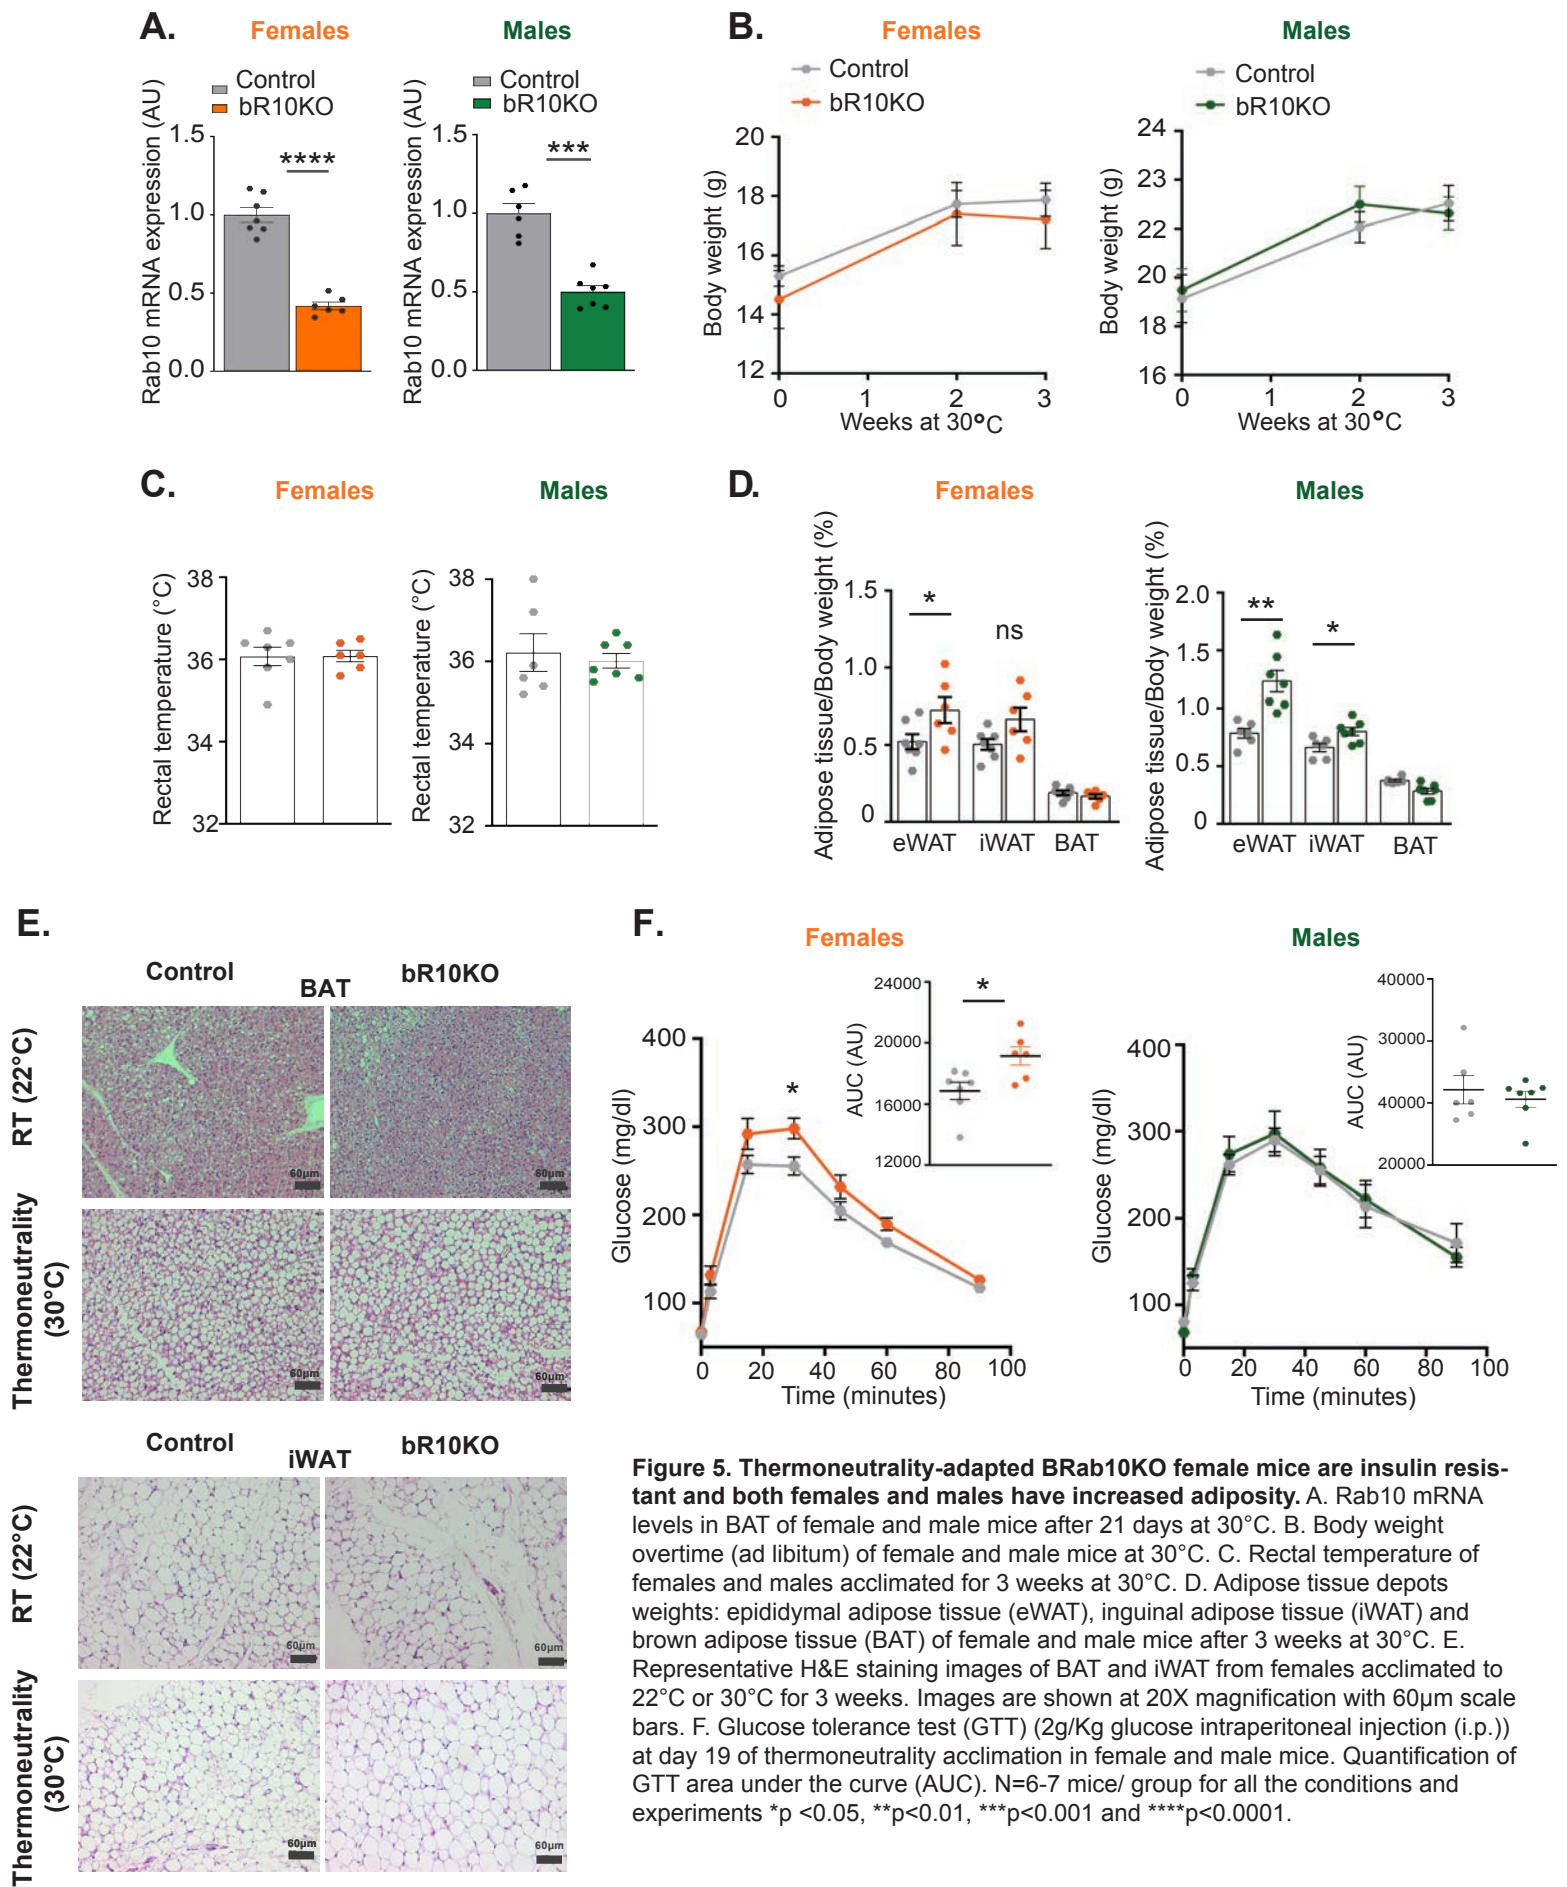 A.
Females
Males
Control
bR10KO
Control
bR10KO
Rab10 mRNA expression (AU)
1.5
1.0
0.5
0.0
****
Rab10 mRNA expression (AU)
1.5
1.0
0.5
0.0
***
B.
Females
Males
Control
bR10KO
Control
bR10KO
Body weight (g)
20
18
16
14
12
0
1
2
3
Weeks at 30°C
Body weight (g)
24
23
22
20
18
16
0
1
2
3
Weeks at 30°C
C.
Females
Males
Rectal temperature (°C)
38
36
34
32
Rectal temperature (°C)
38
36
34
32
D.
Females
Males
Adipose tissue/Body weight (%)
1.5
1.0
0.5
0
*
ns
eWAT
iWAT
BAT
Adipose tissue/Body weight (%)
2.0
1.5
1.0
0.5
0
**
*
eWAT
iWAT
BAT
E.
Control
BAT
bR10KO
RT (22°C)
60µm
60µm
Thermoneutrality
(30°C)
60µm
60µm
Control
iWAT
bR10KO
RT (22°C)
60µm
60µm
Thermoneutrality
(30°C)
60µm
60µm
F.
Females
Males
Glucose (mg/dl)
400
300
200
100
*
0
20
40
60
80
100
Time (minutes)
AUC (AU)
24000
20000
16000
12000
*
Glucose (mg/dl)
400
300
200
100
0
20
40
60
80
100
Time (minutes)
AUC (AU)
40000
30000
40000
20000
Figure 5. Thermoneutrality-adapted BRab10KO female mice are insulin resis-
tant and both females and males have increased adiposity. A. Rab10 mRNA
levels in BAT of female and male mice after 21 days at 30°C. B. Body weight
overtime (ad libitum) of female and male mice at 30°C. C. Rectal temperature of
females and males acclimated for 3 weeks at 30°C. D. Adipose tissue depots
weights: epididymal adipose tissue (eWAT), inguinal adipose tissue (iWAT) and
brown adipose tissue (BAT) of female and male mice after 3 weeks at 30°C. E.
Representative H&E staining images of BAT and iWAT from females acclimated to
22°C or 30°C for 3 weeks. Images are shown at 20X magnification with 60µm scale
bars. F. Glucose tolerance test (GTT) (2g/Kg glucose intraperitoneal injection (i.p.))
at day 19 of thermoneutrality acclimation in female and male mice. Quantification of
GTT area under the curve (AUC). N=6-7 mice/ group for all the conditions and
experiments *p <0.05, **p<0.01, ***p<0.001 and ****p<0.0001.